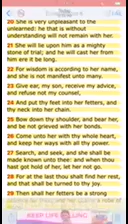 Today
20 She is very unpleasant to the
unlearned: he that is without
understanding will not remain with her.
21 She will be upon him as a mighty
stone of trial; and he will cast her from
him ere it be long.
22 For wisdom is according to her name,
and she is not manifest unto many.
23 Give ear, my son, receive my advice,
and refuse not my counsel,
24 And put thy feet into her fetters, and
thy neck into her chain.
25 Bow down thy shoulder, and bear her,
and be not grieved with her bonds.
26 Come unto her with thy whole heart,
and keep her ways with all thy power.
27 Search, and seek, and she shall be
made known unto thee: and when thou
hast got hold of her, let her not go.
28 For at the last thou shalt find her rest,
and that shall be turned to thy joy.
29 Then shall her fetters be a strong
a robe of
KEEP LIFE